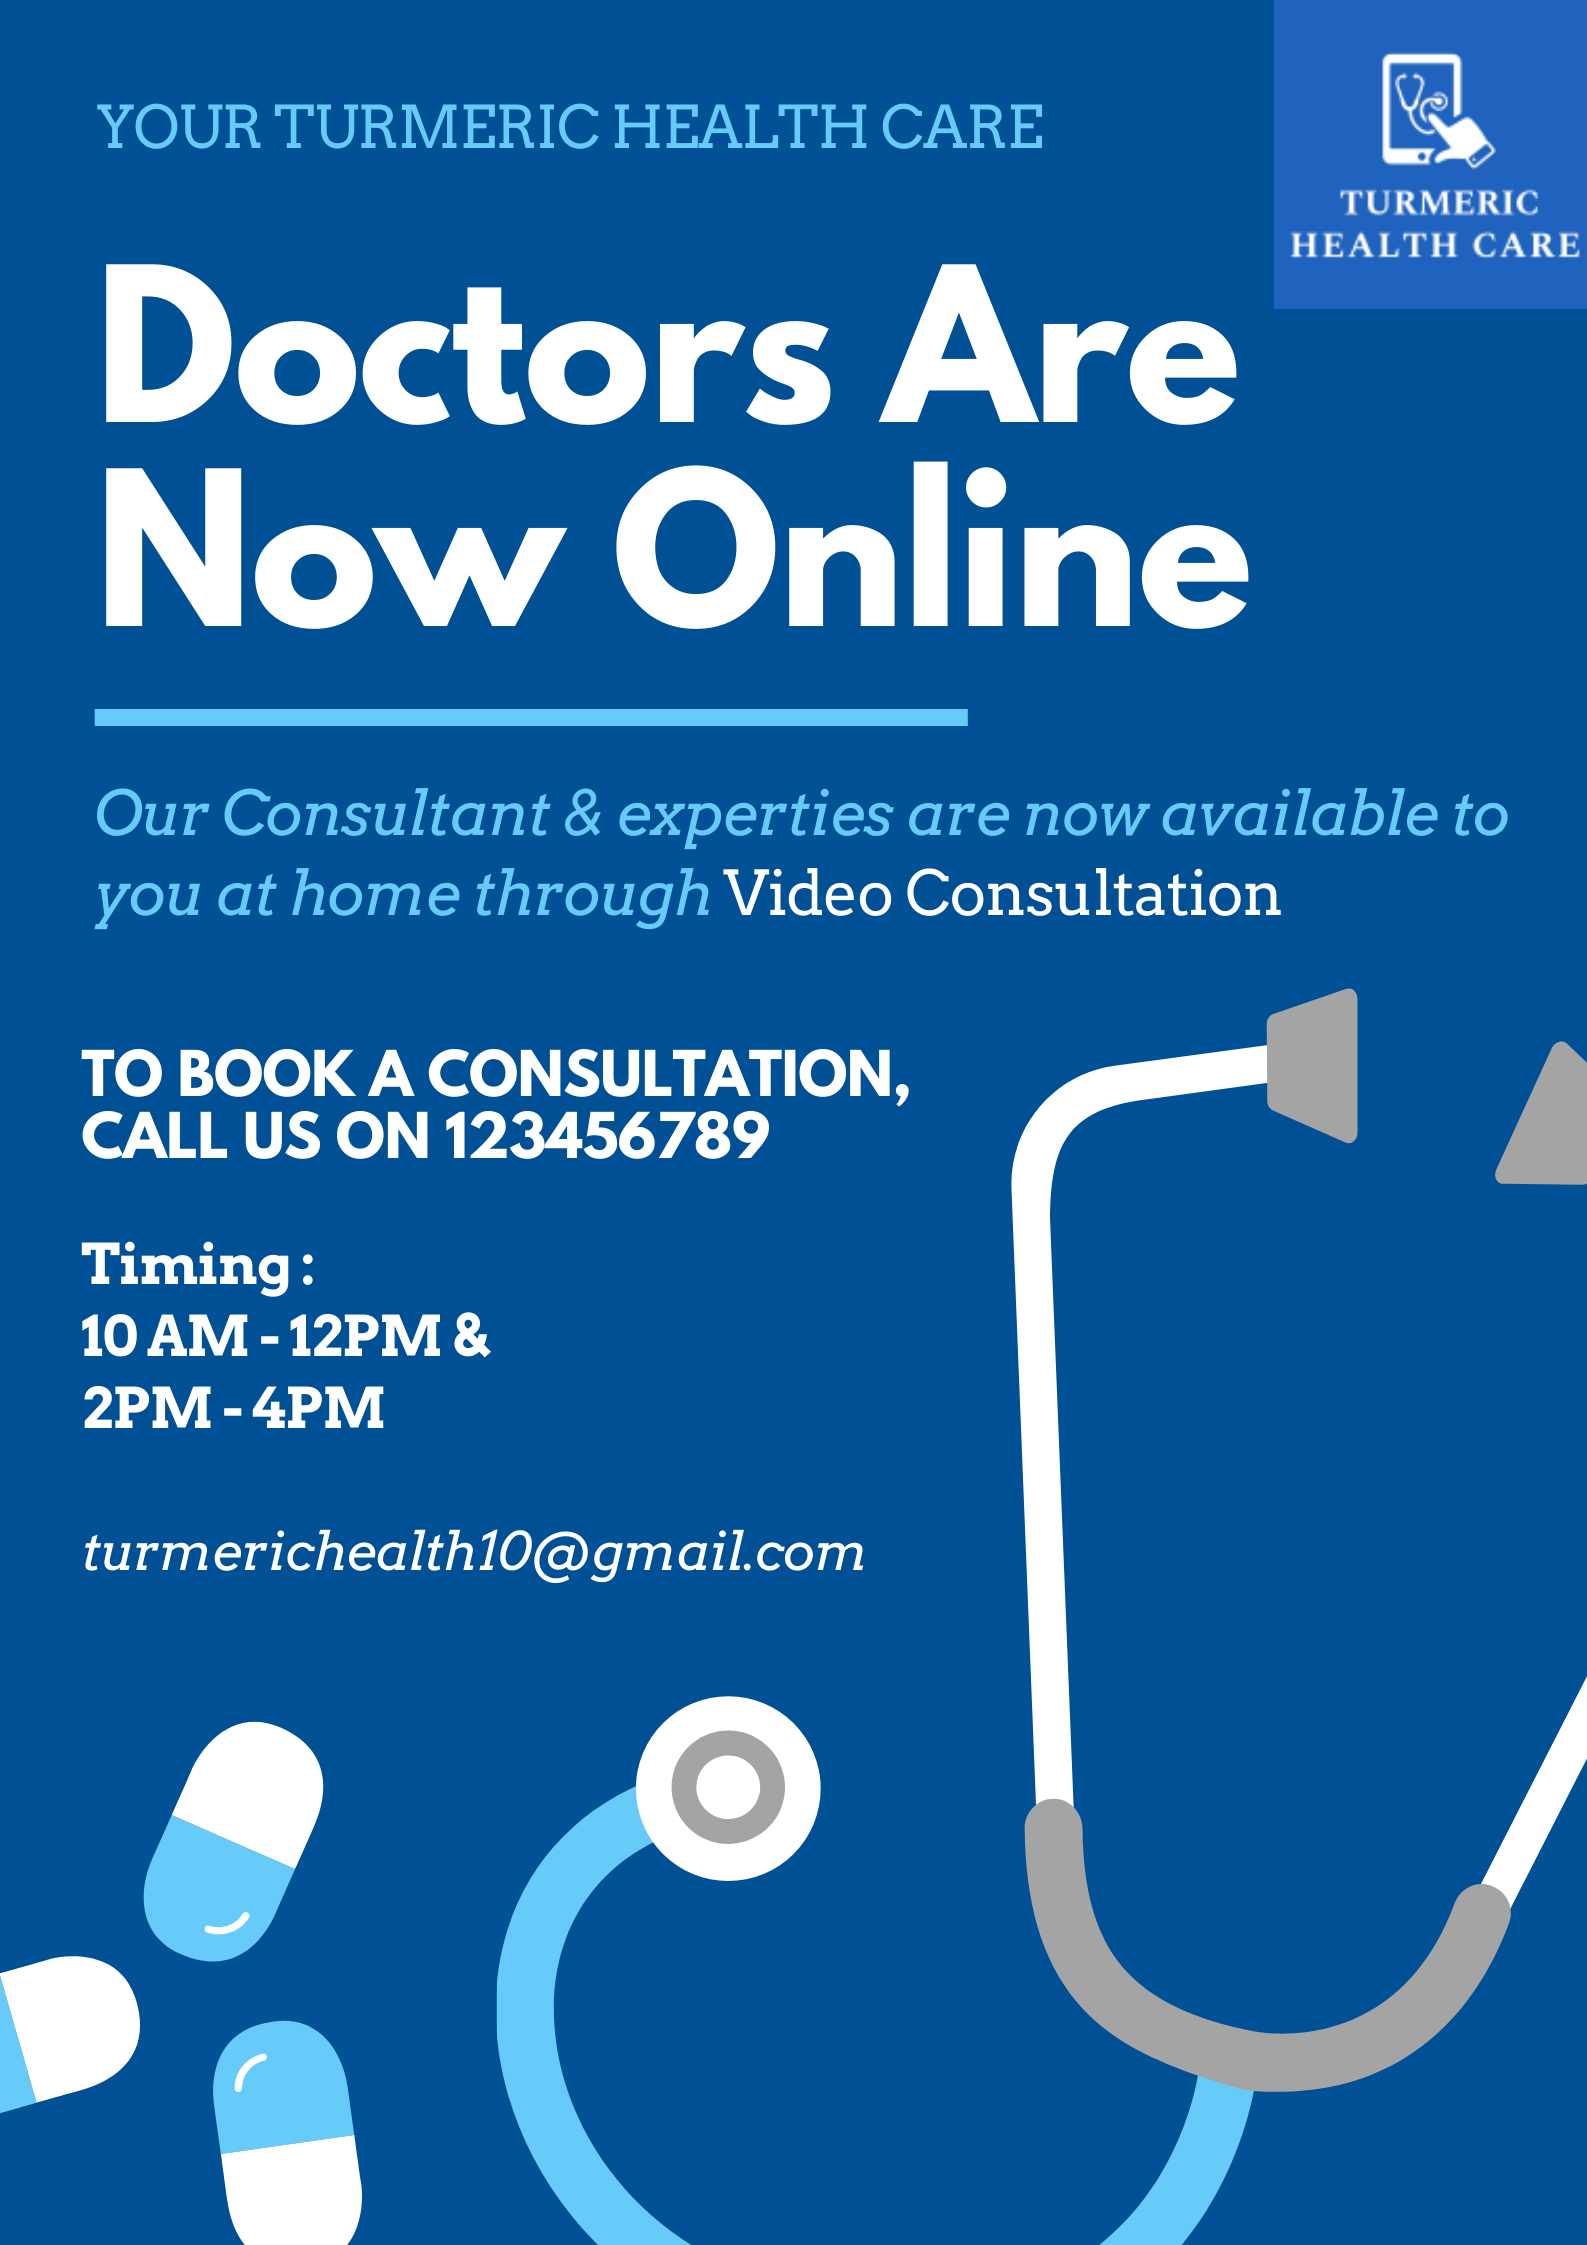 YOUR TURMERIC HEALTH CARE
TURMERIC
HEALTH CARE
Doctors Are
Now Online
Our Consultant & experties are now available to
you at home through Video Consultation
TO BOOK A CONSULTATION,
CALL US ON 123456789
Timing :
10 AM - 12PM &
2PM - 4PM
turmerichealth10@gmail.com